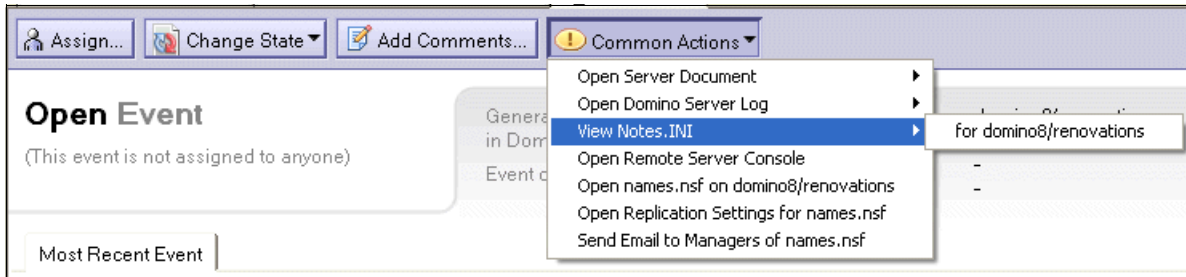 Assign... Change State Add Comments... Common Actions
Open Server Document
Open Domino Server Log
View Notes.INI
for domino8/renovations
Open Remote Server Console
Open names.nsf on domino8/renovations
Open Replication Settings for names.nsf
Send Email to Managers of names.nsf
Open Event
(This event is not assigned to anyone)
in
Event
-
-
Most Recent Event